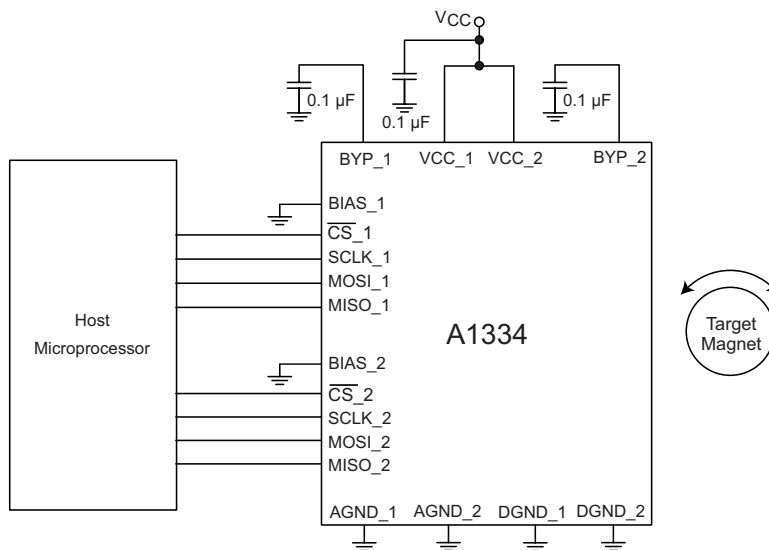 VCC
0.1 µF
0.1 µF
0.1 µF
BYP_1 VCC_1 VCC_2 BYP_2
BIAS_1
CS_1
SCLK_1
MOSI_1
MISO_1
Host
Microprocessor
A1334
Target
Magnet
BIAS_2
CS_2
SCLK_2
MOSI_2
MISO_2
AGND_1 AGND_2 DGND_1 DGND_2